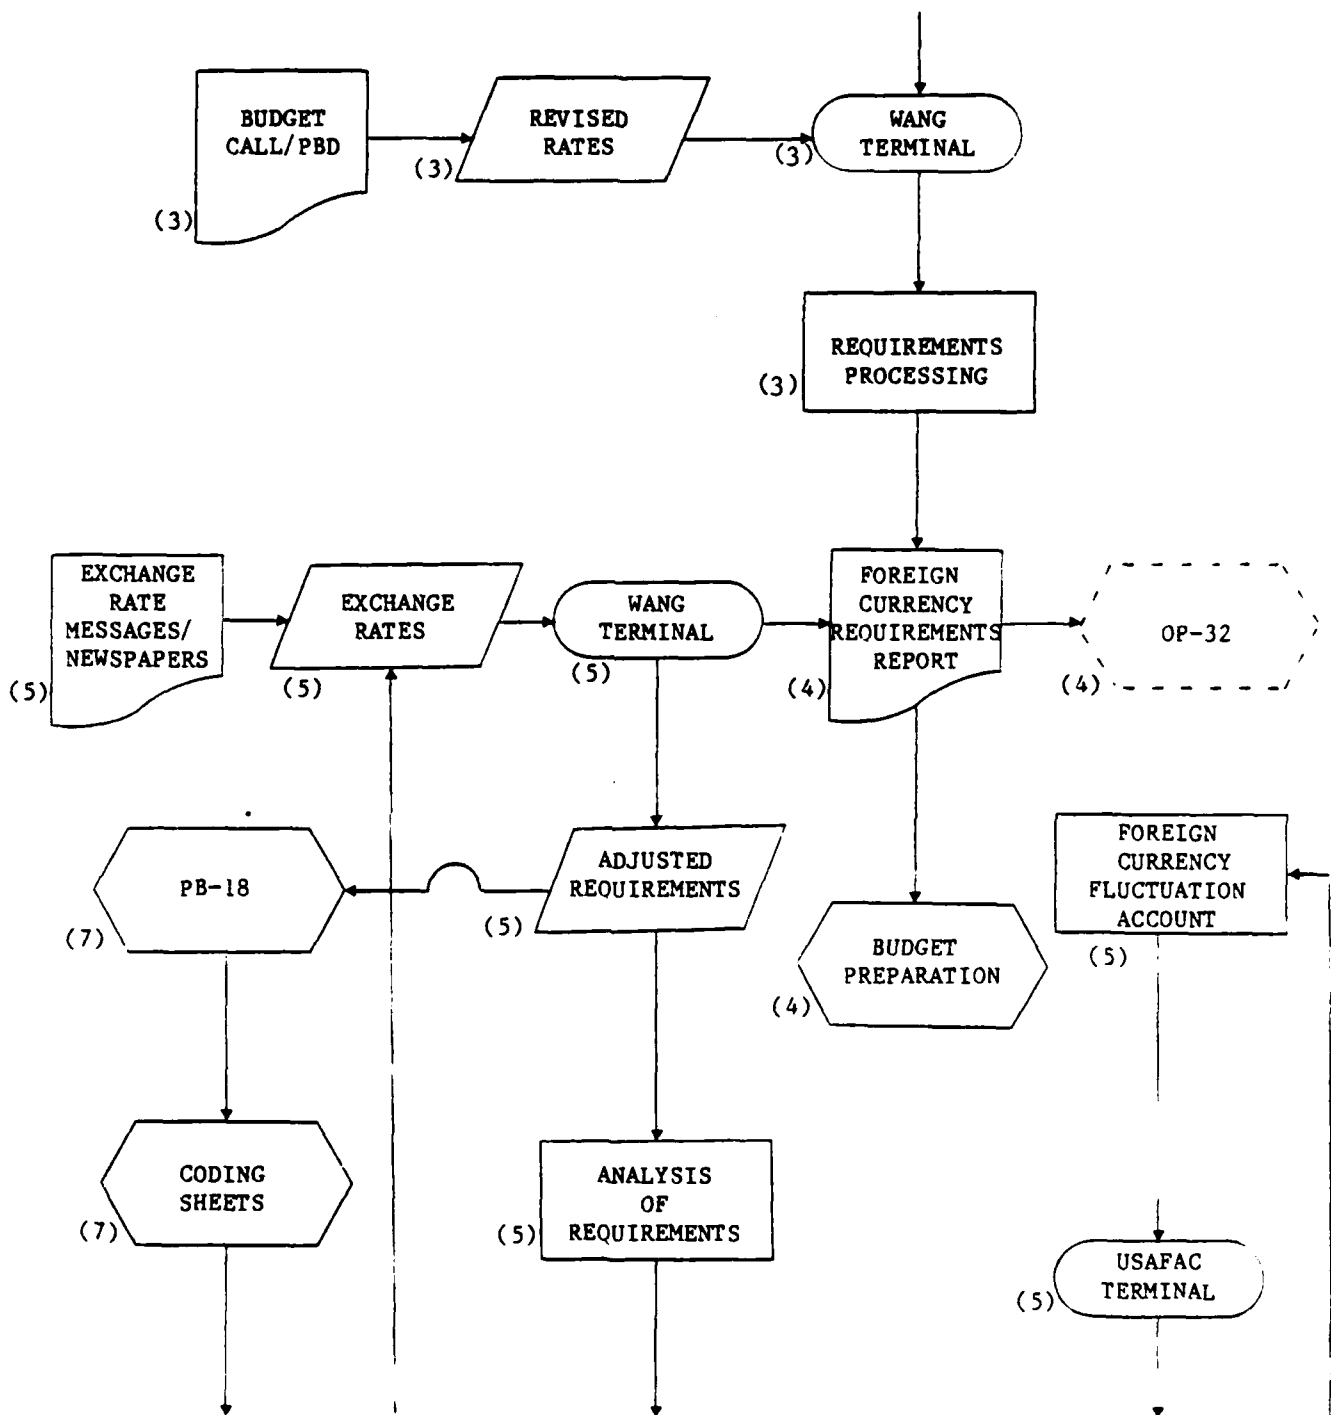 BUDGET
CALL/PBD
(3)
REVISED
RATES
(3)
WANG
TERMINAL
(3)
REQUIREMENTS
PROCESSING
(3)
EXCHANGE
RATE
MESSAGES/
NEWSPAPERS
(5)
EXCHANGE
RATES
(5)
WANG
TERMINAL
(5)
FOREIGN
CURRENCY
REQUIREMENTS
REPORT
(4)
OP-32
(4)
PB-18
(7)
ADJUSTED
REQUIREMENTS
(5)
BUDGET
PREPARATION
(4)
FOREIGN
CURRENCY
FLUCTUATION
ACCOUNT
(5)
CODING
SHEETS
(7)
ANALYSIS
OF
REQUIREMENTS
(5)
USAFAC
TERMINAL
(5)